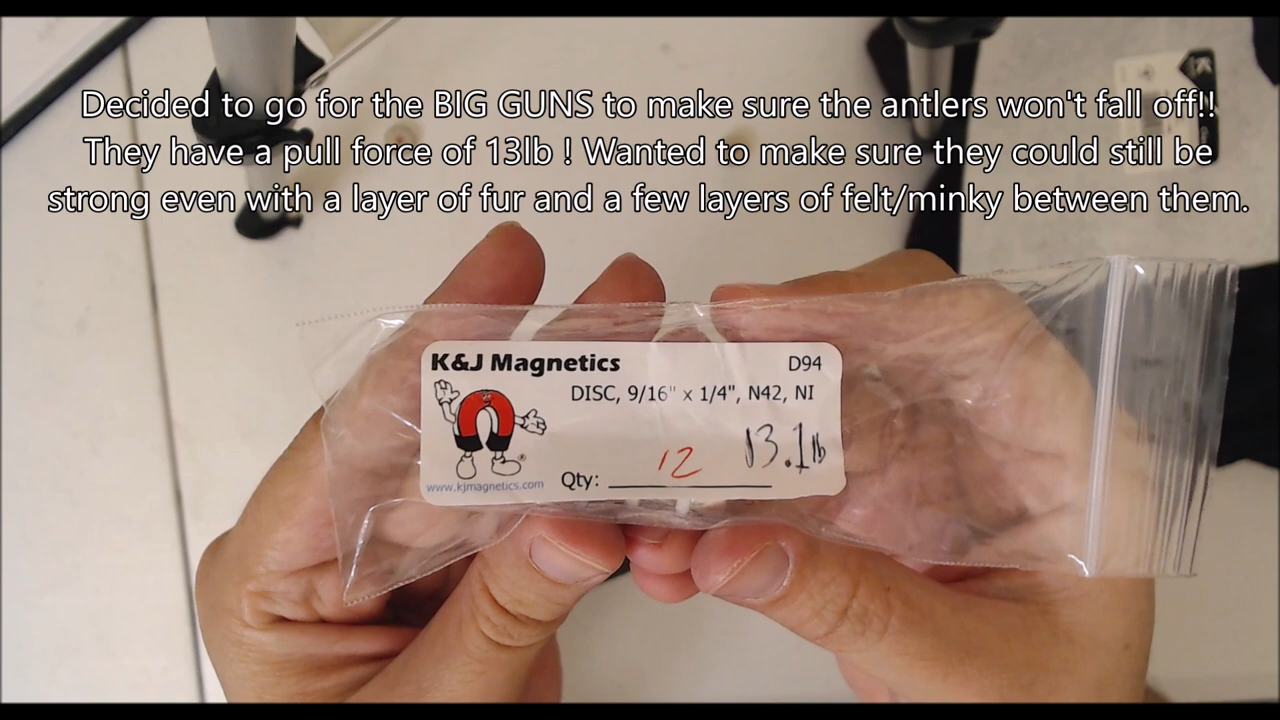 Decided to go for the BIG GUNS to make sure the antlers won't fall off!!
They have a pull force of 13lb ! Wanted to make sure they could still be
strong even with a layer of fur and a few layers of felt/minky between them.
K&J Magnetics
D94
DISC, 9/16" x 1/4", N42, NI
13.1lb
Qty: 12
www.kjmagnetics.com